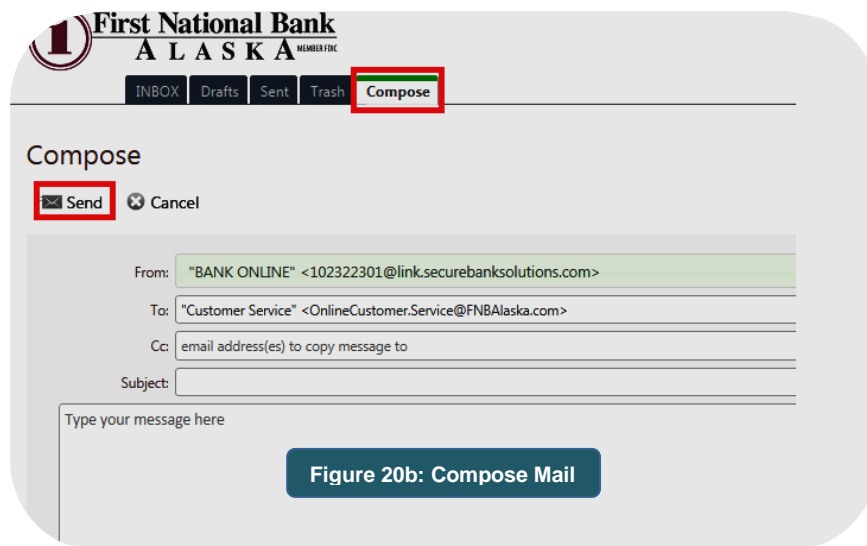 1 First National Bank
ALASKA MEMBER FDIC
INBOX Drafts Sent Trash Compose
Compose
Send Cancel
From: "BANK ONLINE" <102322301@link.securebanksolutions.com>
To: "Customer Service" <OnlineCustomer.Service@FNBAlaska.com>
Cc: email address(es) to copy message to
Subject:
Type your message here
Figure 20b: Compose Mail